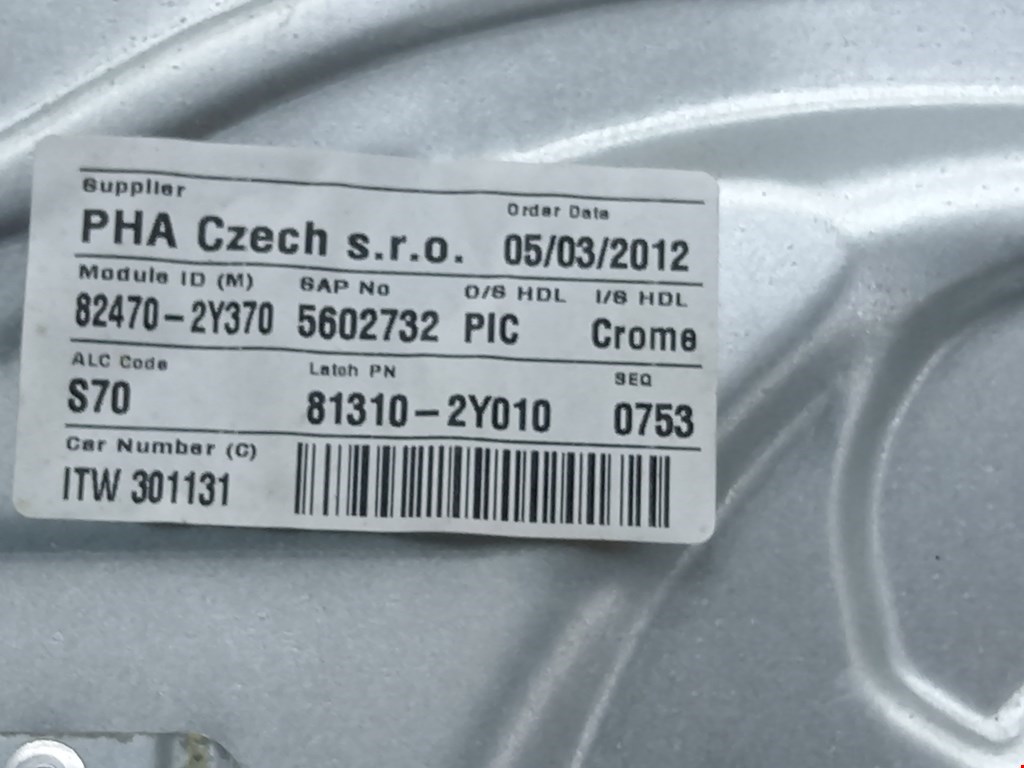 Supplier
Order Date
PHA Czech s.r.o. 05/03/2012
Module ID (M) SAP No O/S HDL I/S HDL
82470-2Y370 5602732 PIC Crome
ALC Code Latch PN SEQ
S70 81310-2Y010 0753
Car Number (C)
ITW 301131